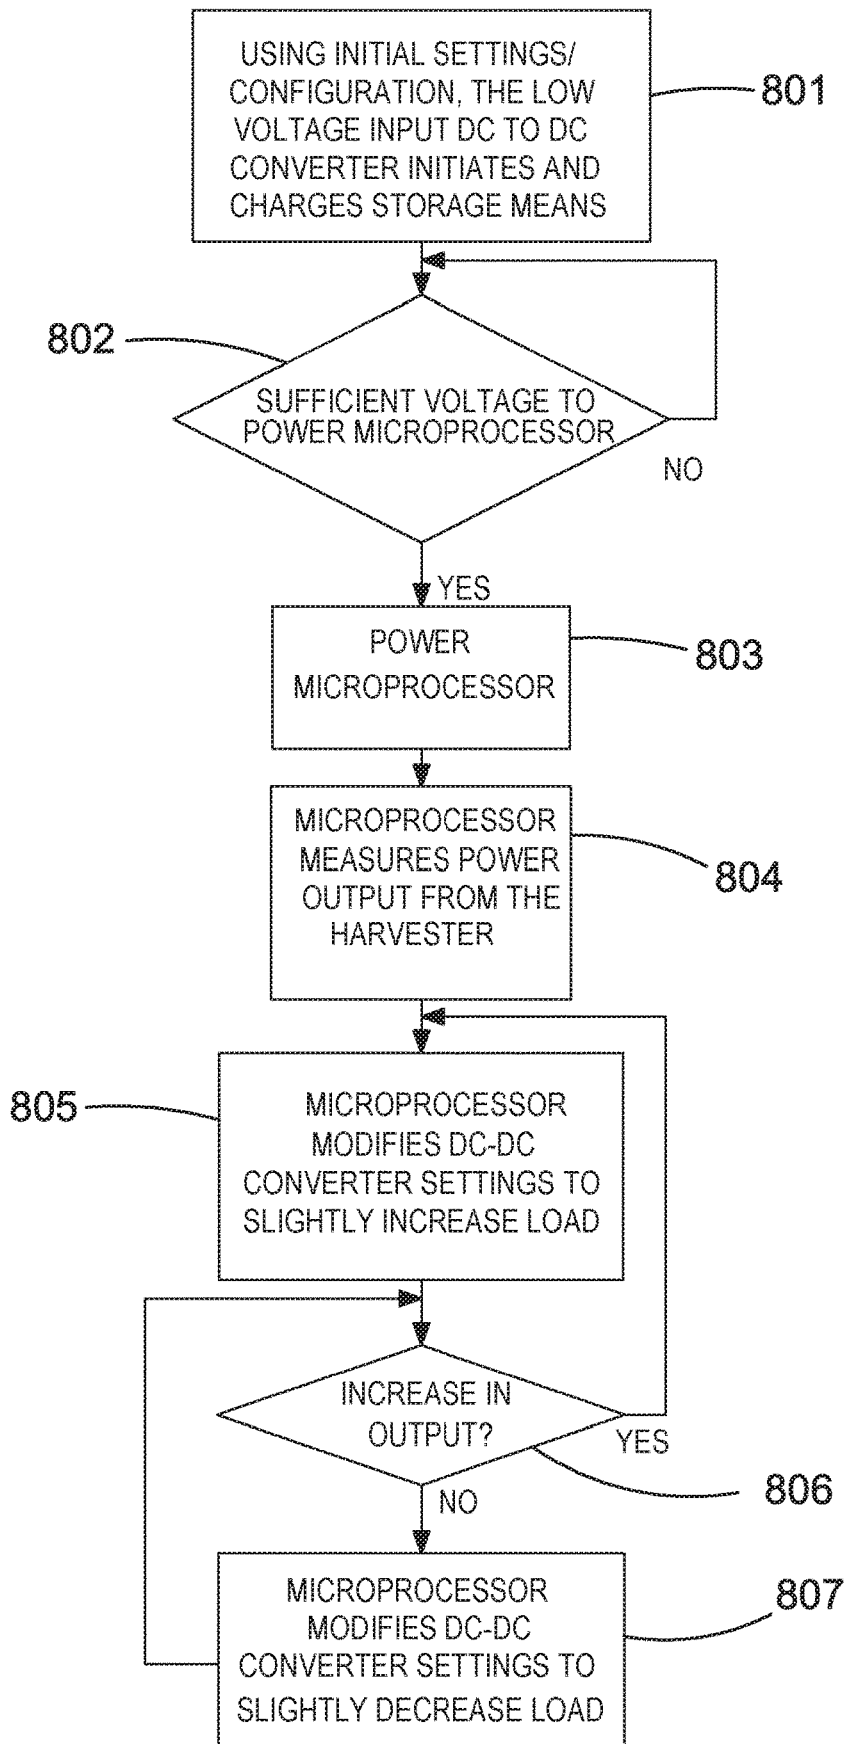 USING INITIAL SETTINGS/
CONFIGURATION, THE LOW
VOLTAGE INPUT DC TO DC
CONVERTER INITIATES AND
CHARGES STORAGE MEANS
801
802
SUFFICIENT VOLTAGE TO
POWER MICROPROCESSOR
NO
YES
POWER
MICROPROCESSOR
803
MICROPROCESSOR
MEASURES POWER
OUTPUT FROM THE
HARVESTER
804
805
MICROPROCESSOR
MODIFIES DC-DC
CONVERTER SETTINGS TO
SLIGHTLY INCREASE LOAD
INCREASE IN
OUTPUT?
YES
806
NO
MICROPROCESSOR
MODIFIES DC-DC
CONVERTER SETTINGS TO
SLIGHTLY DECREASE LOAD
807